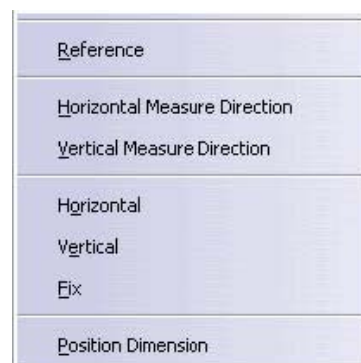 Reference
Horizontal Measure Direction
Vertical Measure Direction
Horizontal
Vertical
Fix
Position Dimension